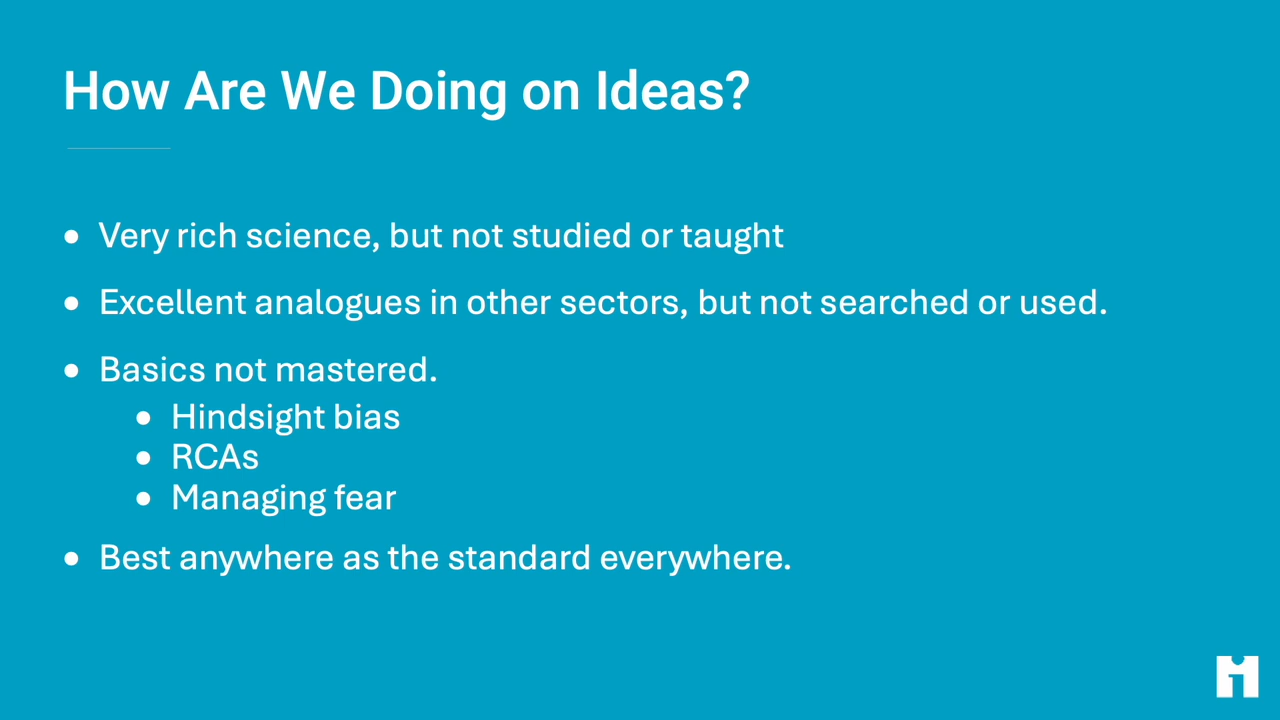 How Are We Doing on Ideas?
• Very rich science, but not studied or taught
• Excellent analogues in other sectors, but not searched or used.
• Basics not mastered.
• Hindsight bias
• RCAs
• Managing fear
• Best anywhere as the standard everywhere.